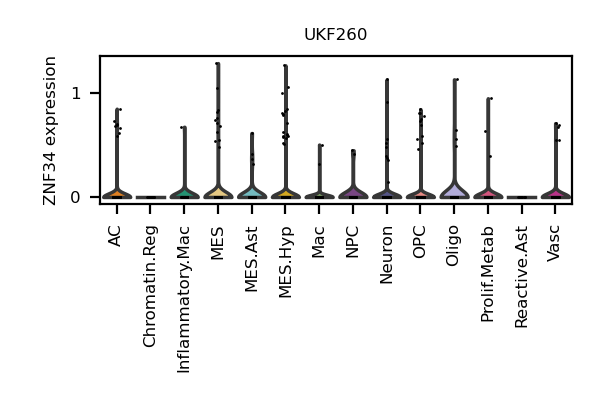 UKF260
ZNF34 expression
1
0
AC
Chromatin.Reg
Inflammatory.Mac
MES
MES.Ast
MES.Hyp
Mac
NPC
Neuron
OPC
Oligo
Prolif.Metab
Reactive.Ast
Vasc